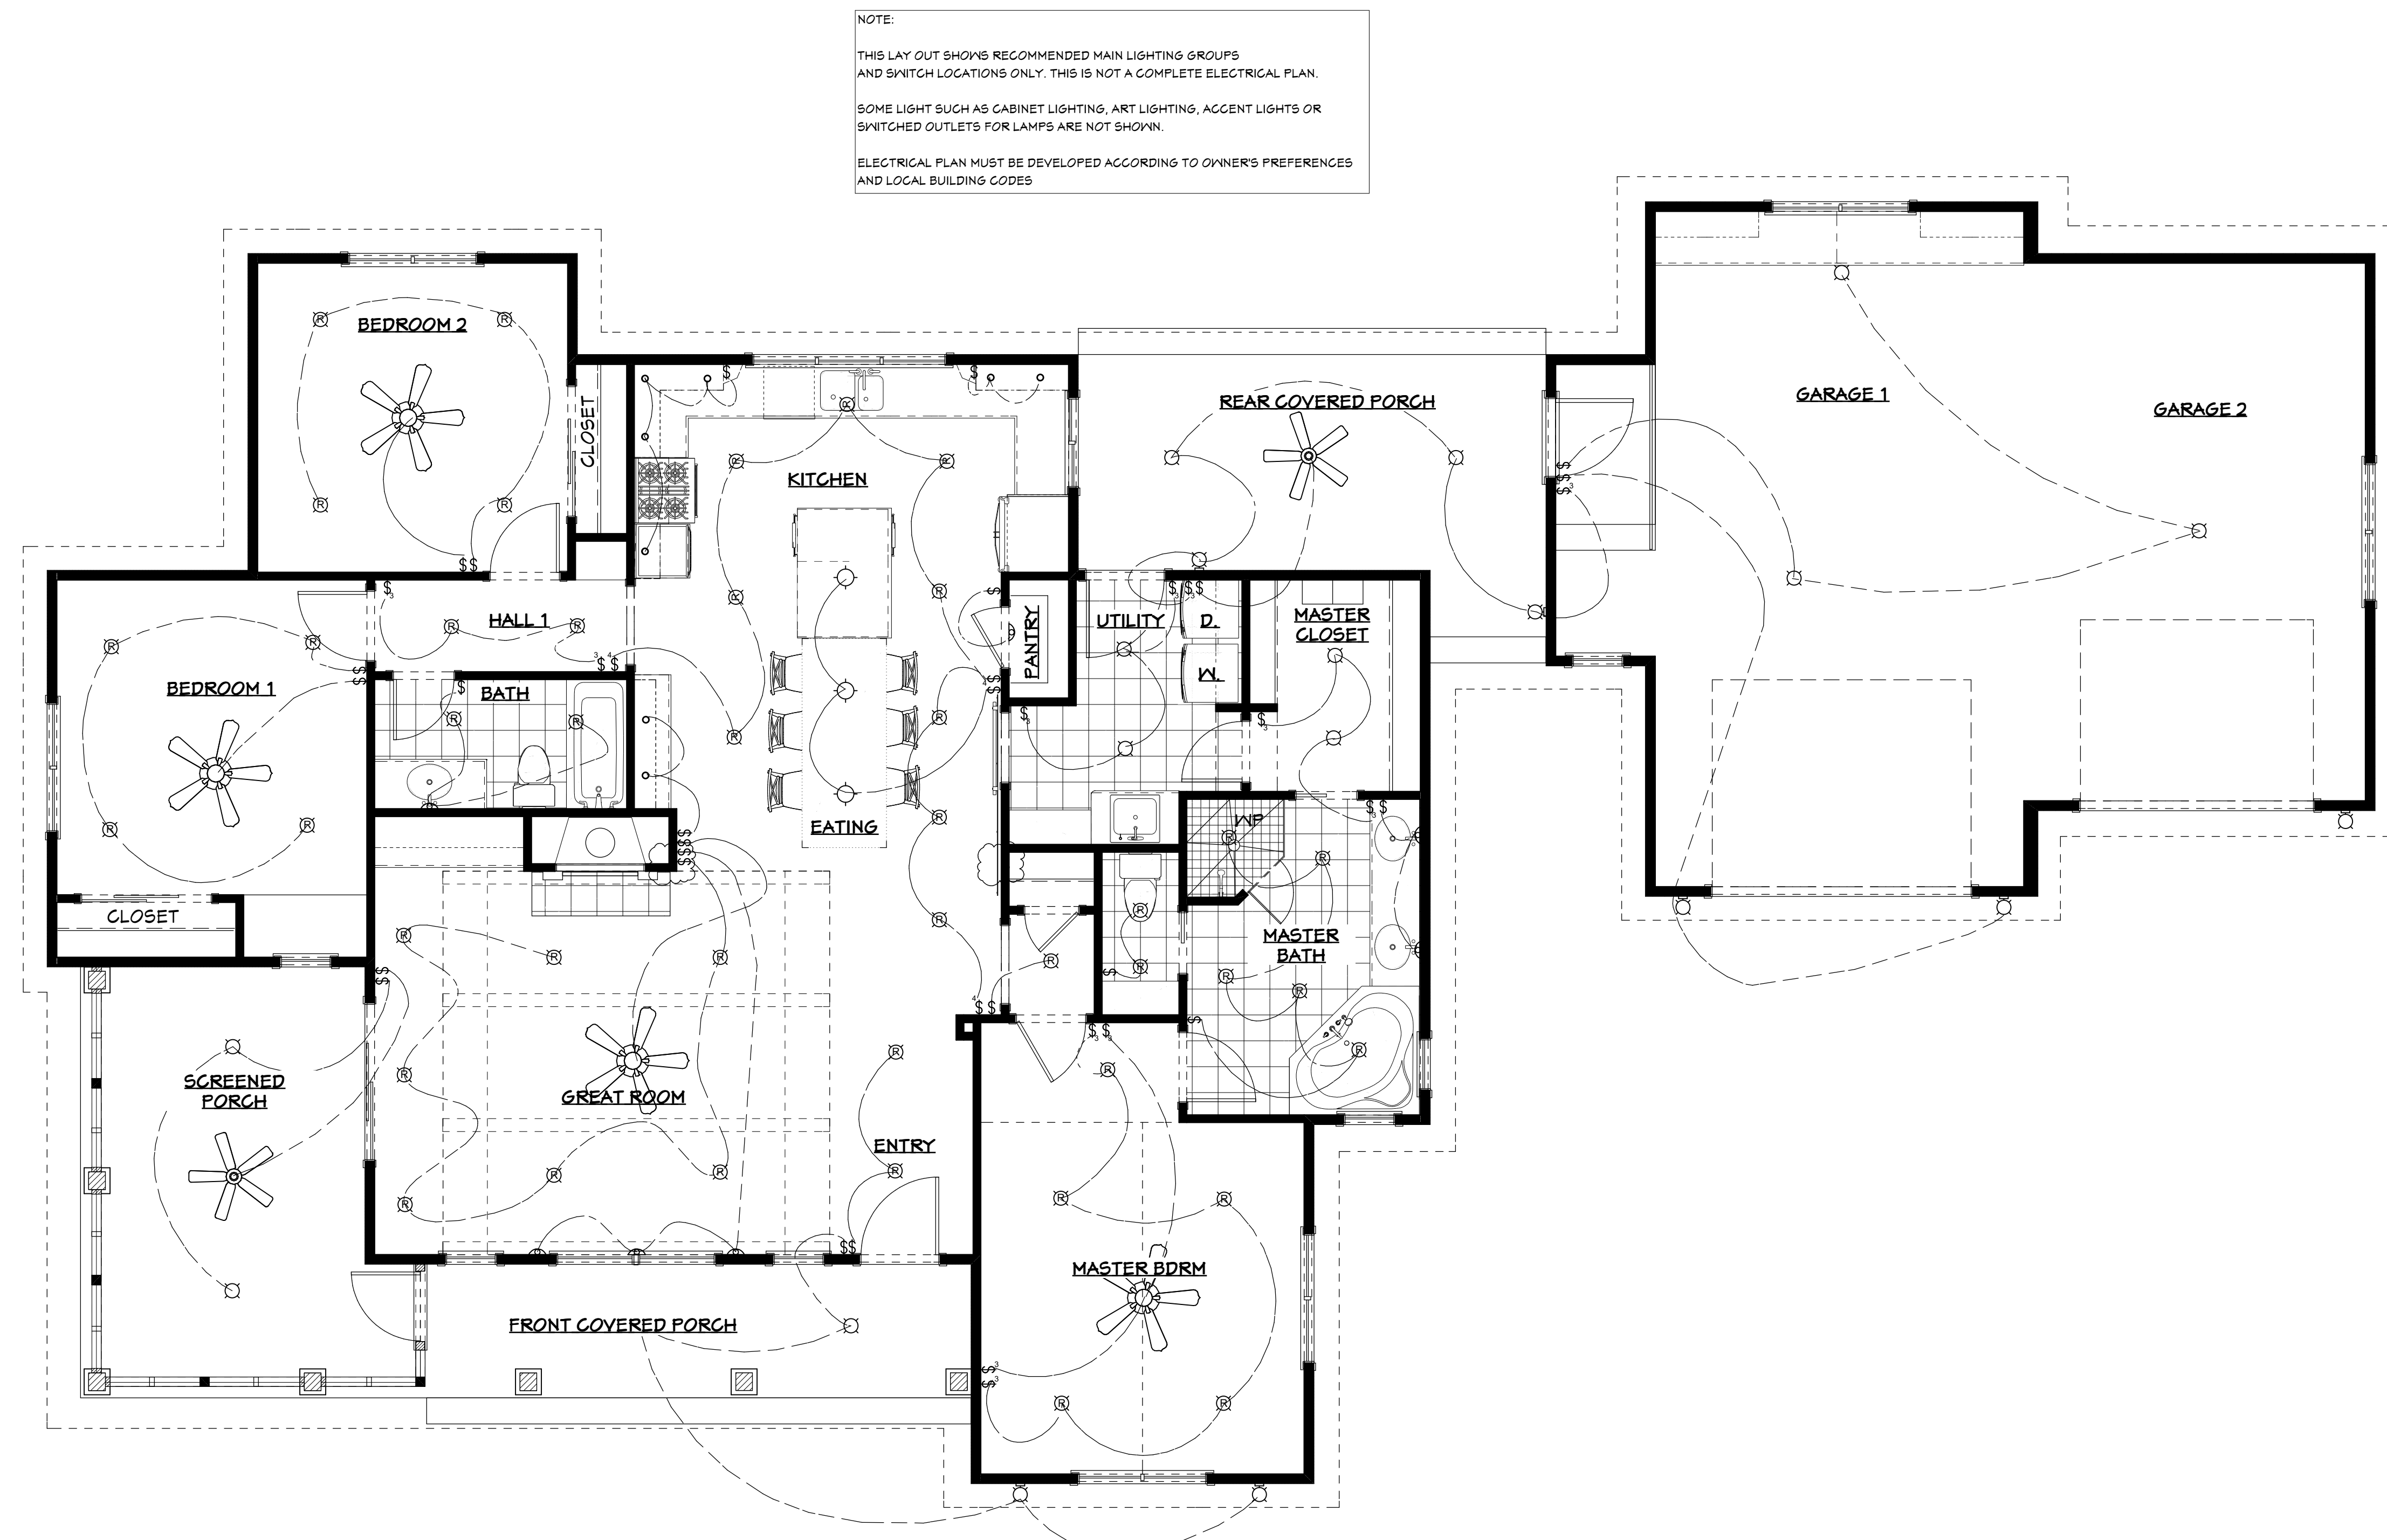 NOTE:
THIS LAY OUT SHOWS RECOMMENDED MAIN LIGHTING GROUPS
AND SWITCH LOCATIONS ONLY. THIS IS NOT A COMPLETE ELECTRICAL PLAN.
SOME LIGHT SUCH AS CABINET LIGHTING, ART LIGHTING, ACCENT LIGHTS OR
SWITCHED OUTLETS FOR LAMPS ARE NOT SHOWN.
ELECTRICAL PLAN MUST BE DEVELOPED ACCORDING TO OWNER'S PREFERENCES
AND LOCAL BUILDING CODES
BEDROOM 2
CLOSET
KITCHEN
REAR COVERED PORCH
GARAGE 1
GARAGE 2
HALL 1
PANTRY
UTILITY
D.
W.
MASTER
CLOSET
BEDROOM 1
BATH
EATING
WP
CLOSET
MASTER
BATH
SCREENED
PORCH
GREAT ROOM
ENTRY
MASTER BDRM
FRONT COVERED PORCH